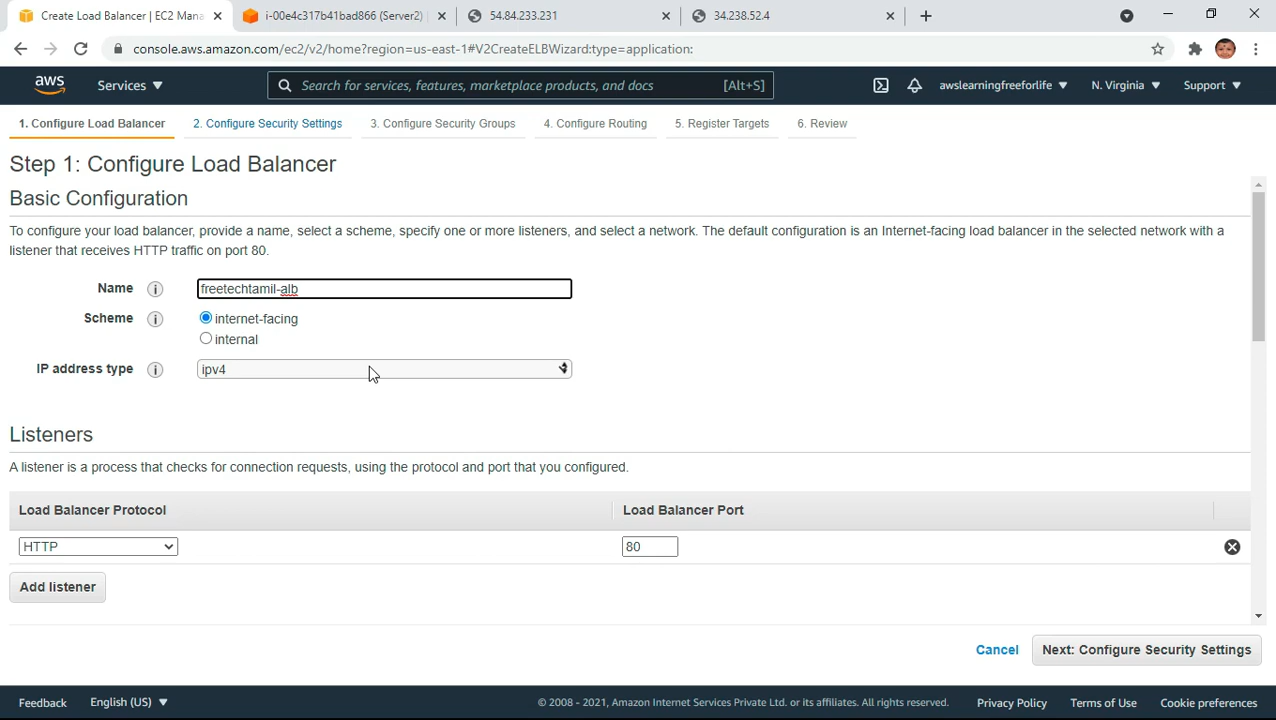 Create Load Balancer | EC2 Mana
i-00e4c317b41bad866 (Server2)
54.84.233.231
34.238.52.4
console.aws.amazon.com/ec2/v2/home?region=us-east-1#V2CreateELBWizard:type=application:
aws
Services
Search for services, features, marketplace products, and docs
[Alt+S]
awslearningfreeforlife
N. Virginia
Support
1. Configure Load Balancer
2. Configure Security Settings
3. Configure Security Groups
4. Configure Routing
5. Register Targets
6. Review
Step 1: Configure Load Balancer
Basic Configuration
To configure your load balancer, provide a name, select a scheme, specify one or more listeners, and select a network. The default configuration is an Internet-facing load balancer in the selected network with a
listener that receives HTTP traffic on port 80.
Name
freetechtamil-alb
Scheme
internet-facing
internal
IP address type
ipv4
Listeners
A listener is a process that checks for connection requests, using the protocol and port that you configured.
Load Balancer Protocol
Load Balancer Port
HTTP
80
Add listener
Cancel
Next: Configure Security Settings
Feedback
English (US)
© 2008 - 2021, Amazon Internet Services Private Ltd. or its affiliates. All rights reserved.
Privacy Policy
Terms of Use
Cookie preferences